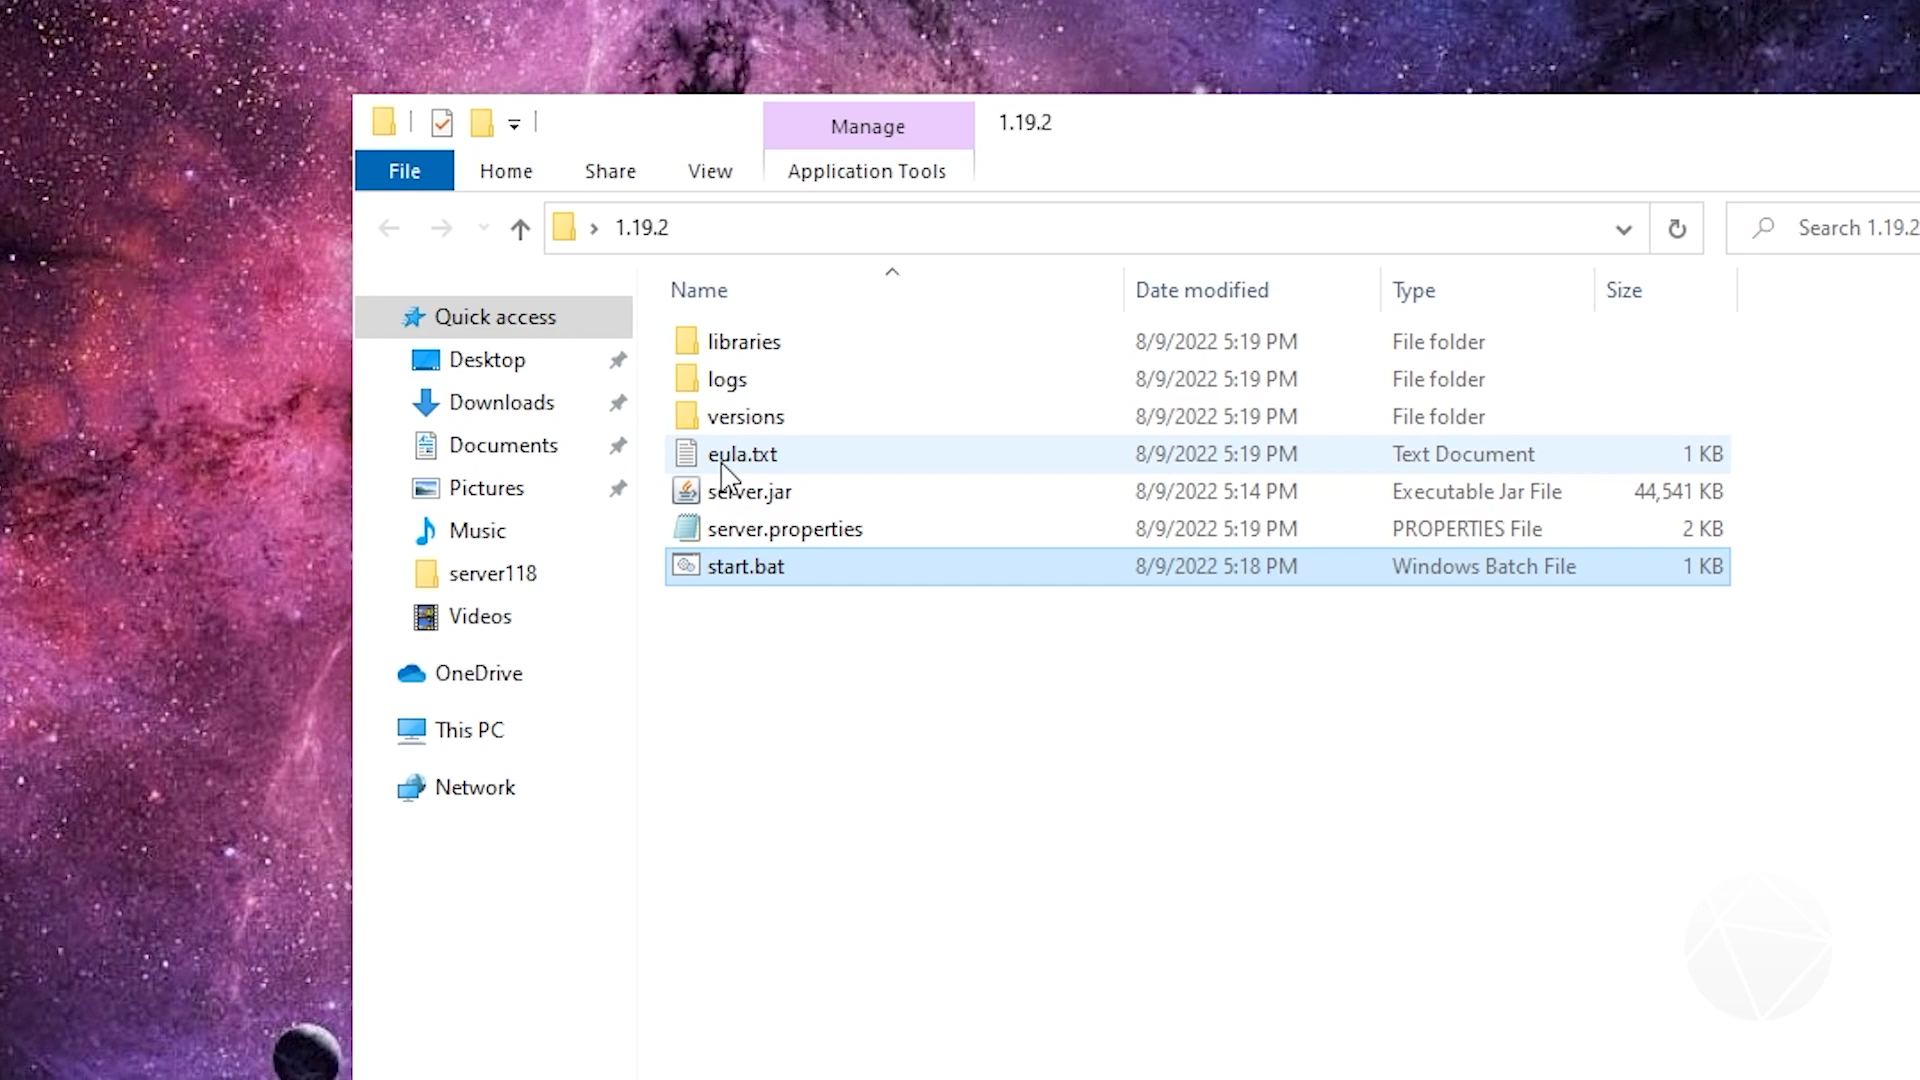 Manage
1.19.2
File Home Share View Application Tools
1.19.2
Search 1.19.2
Name Date modified Type Size
Quick access
Desktop
Downloads
Documents
Pictures
Music
server118
Videos
OneDrive
This PC
Network
libraries 8/9/2022 5:19 PM File folder
logs 8/9/2022 5:19 PM File folder
versions 8/9/2022 5:19 PM File folder
eula.txt 8/9/2022 5:19 PM Text Document 1 KB
server.jar 8/9/2022 5:14 PM Executable Jar File 44,541 KB
server.properties 8/9/2022 5:19 PM PROPERTIES File 2 KB
start.bat 8/9/2022 5:18 PM Windows Batch File 1 KB